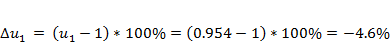 Δu₁ = (u₁ − 1) * 100% = (0.954 − 1) * 100% = −4.6%